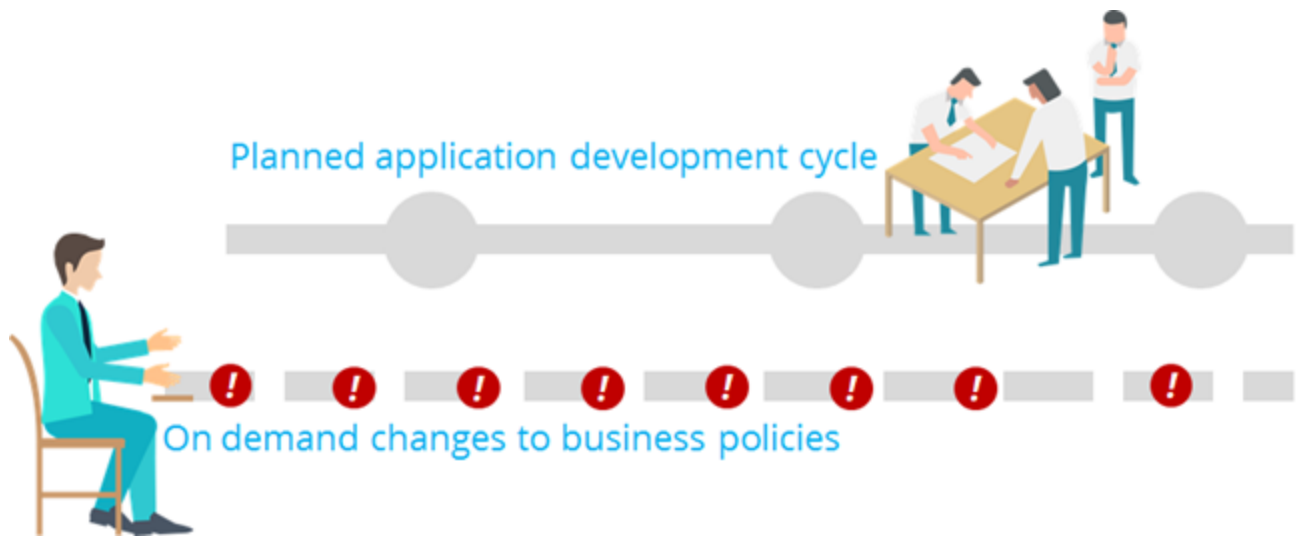 Planned application development cycle
! ! ! ! ! ! ! !
On demand changes to business policies